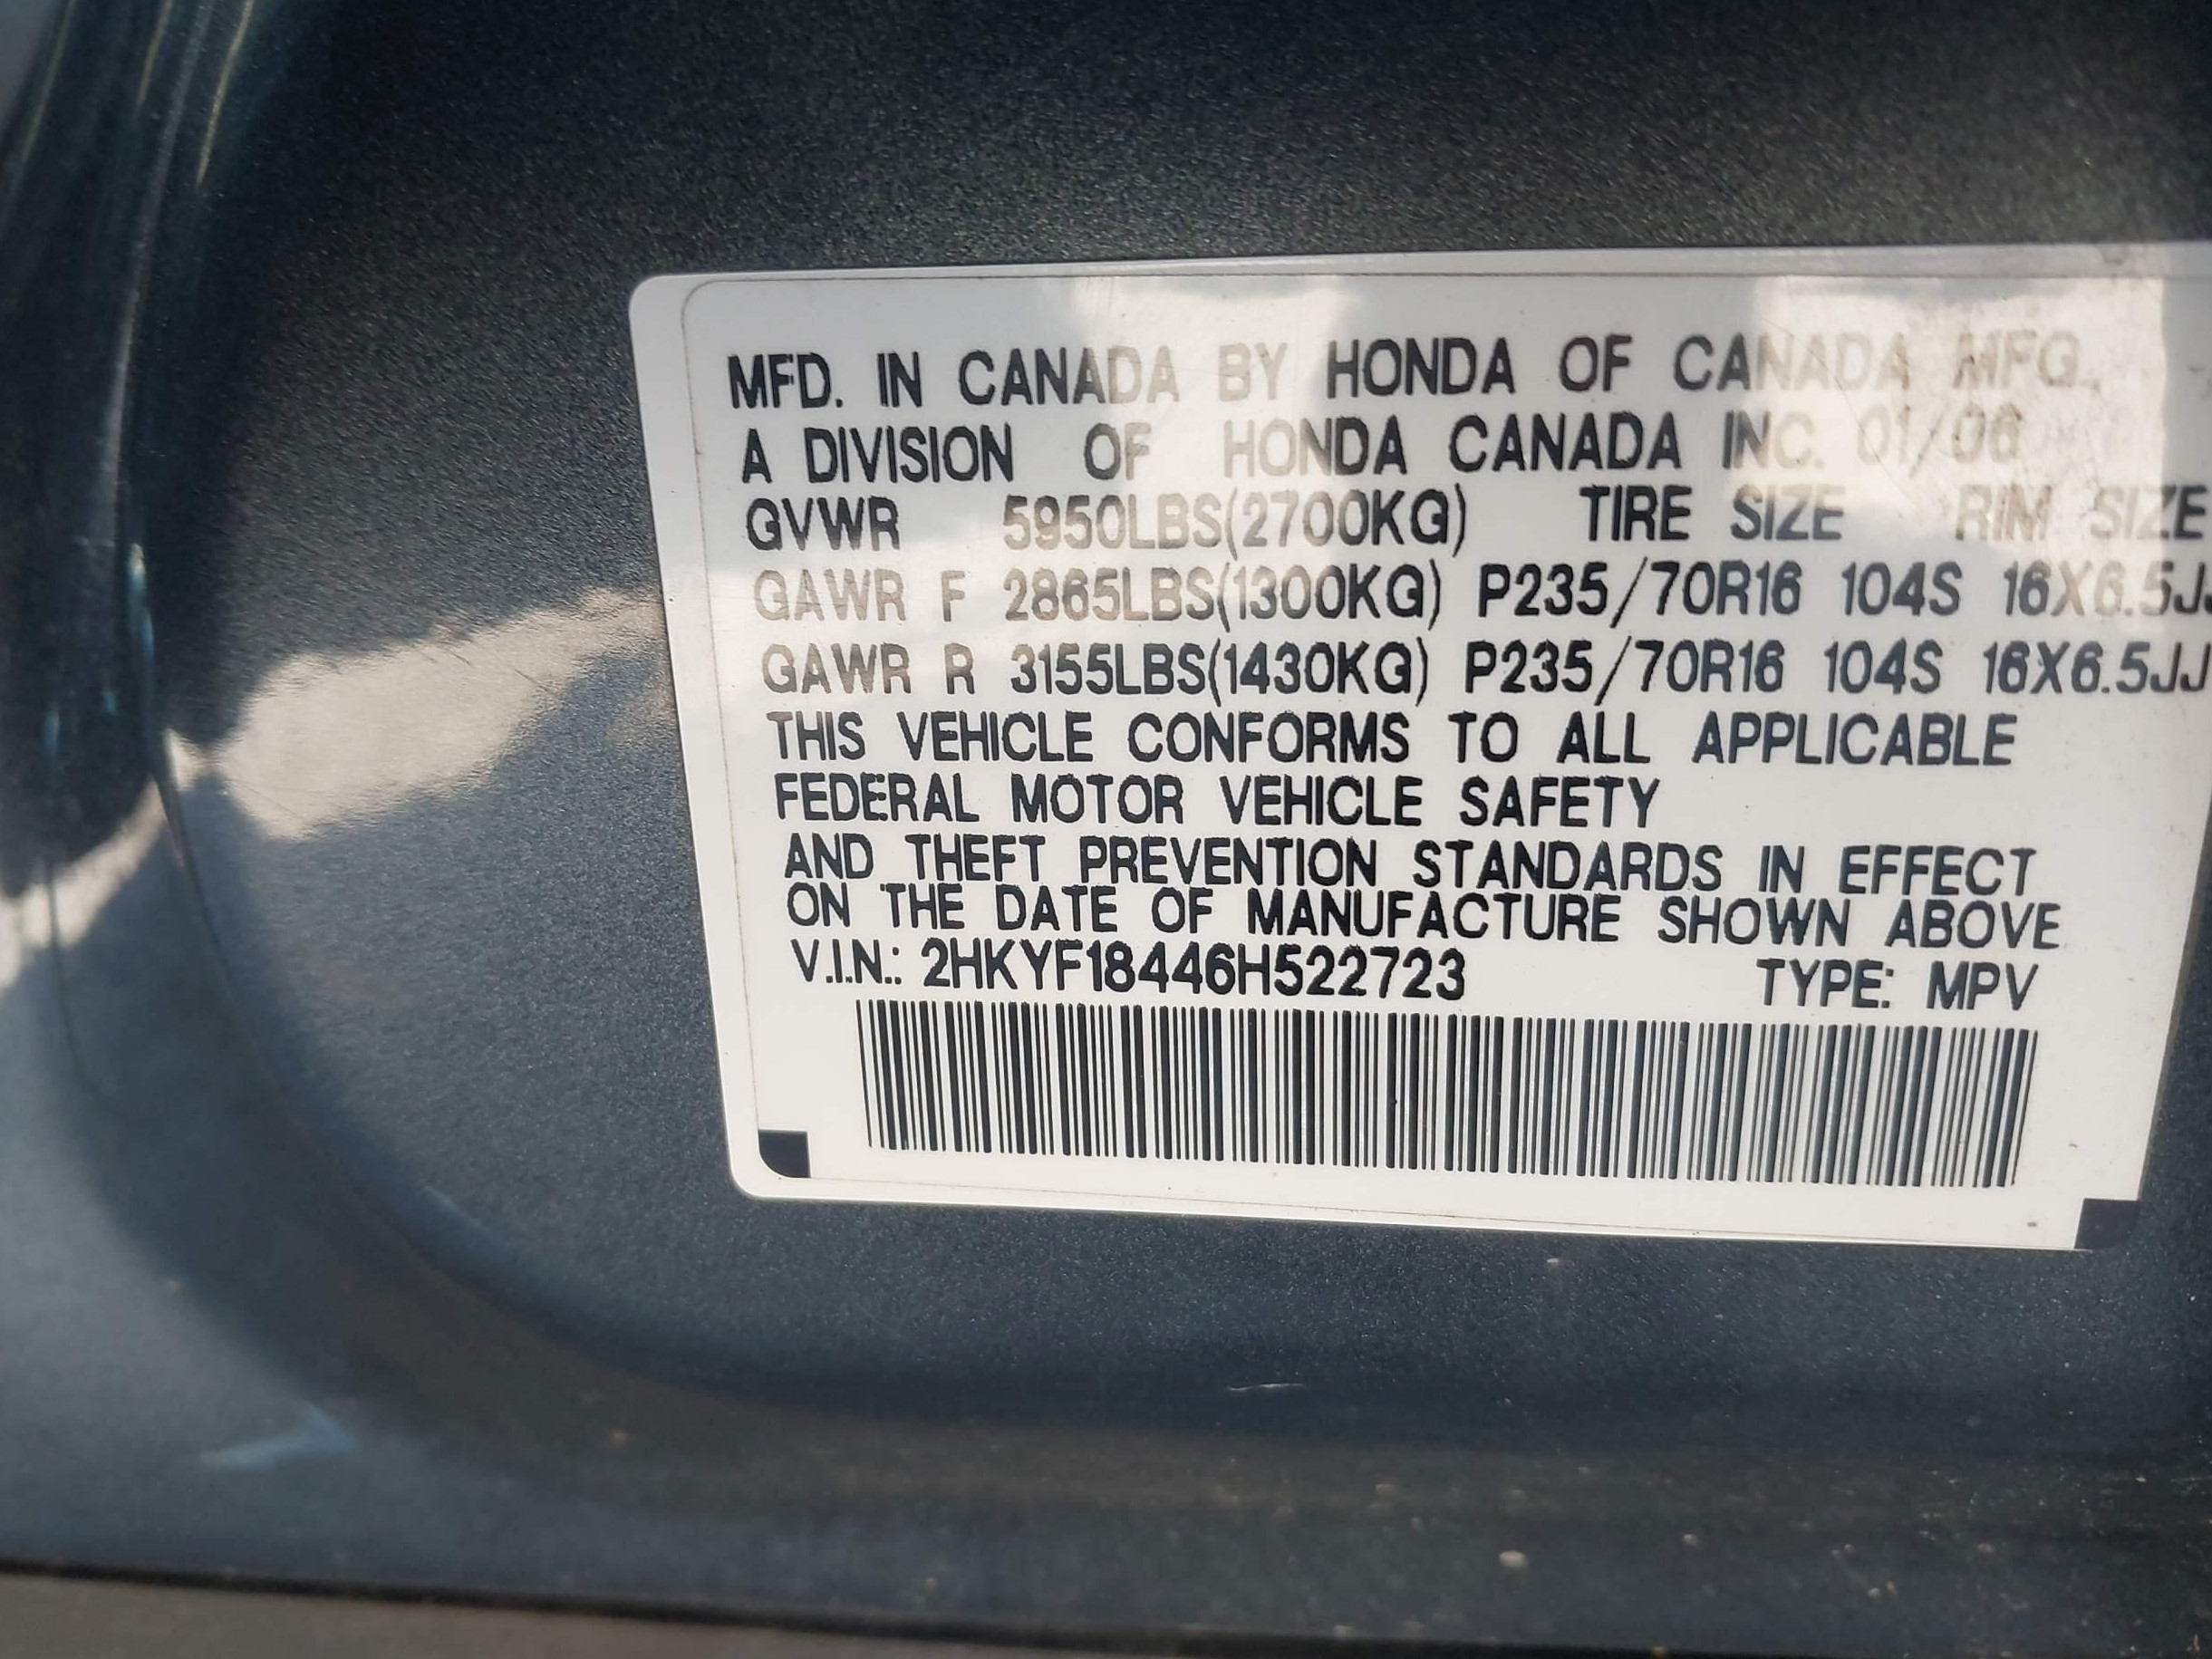 MFD. IN CANADA BY HONDA OF CANADA MFG.,
A DIVISION OF HONDA CANADA INC. 01/06
GVWR 5950LBS(2700KG) TIRE SIZE RIM SIZE
GAWR F 2865LBS(1300KG) P235/70R16 104S 16X6.5JJ
GAWR R 3155LBS(1430KG) P235/70R16 104S 16X6.5JJ
THIS VEHICLE CONFORMS TO ALL APPLICABLE
FEDERAL MOTOR VEHICLE SAFETY
AND THEFT PREVENTION STANDARDS IN EFFECT
ON THE DATE OF MANUFACTURE SHOWN ABOVE
V.I.N.: 2HKYF18446H522723 TYPE: MPV